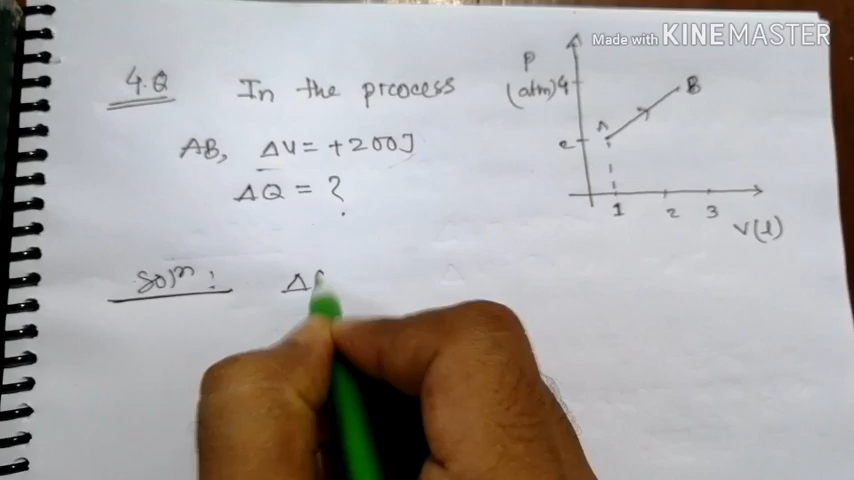 Made with KINEMASTER
4.Q In the process
AB, ΔU = +200J
ΔQ = ?
P
(atm) 4
B
A
2
1 2 3
V(l)
Soln :
Δ